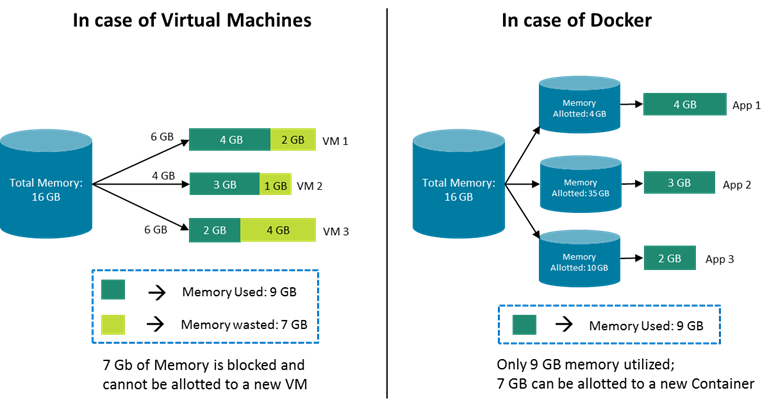 In case of Virtual Machines
6 GB
4 GB
2 GB
VM 1
Total Memory:
16 GB
4 GB
3 GB
1 GB
VM 2
6 GB
2 GB
4 GB
VM 3
→ Memory Used: 9 GB
→ Memory wasted: 7 GB
7 Gb of Memory is blocked and
cannot be allotted to a new VM
In case of Docker
Memory
Allotted: 4 GB
4 GB
App 1
Total Memory:
16 GB
Memory
Allotted: 35 GB
3 GB
App 2
Memory
Allotted: 10 GB
2 GB
App 3
→ Memory Used: 9 GB
Only 9 GB memory utilized;
7 GB can be allotted to a new Container